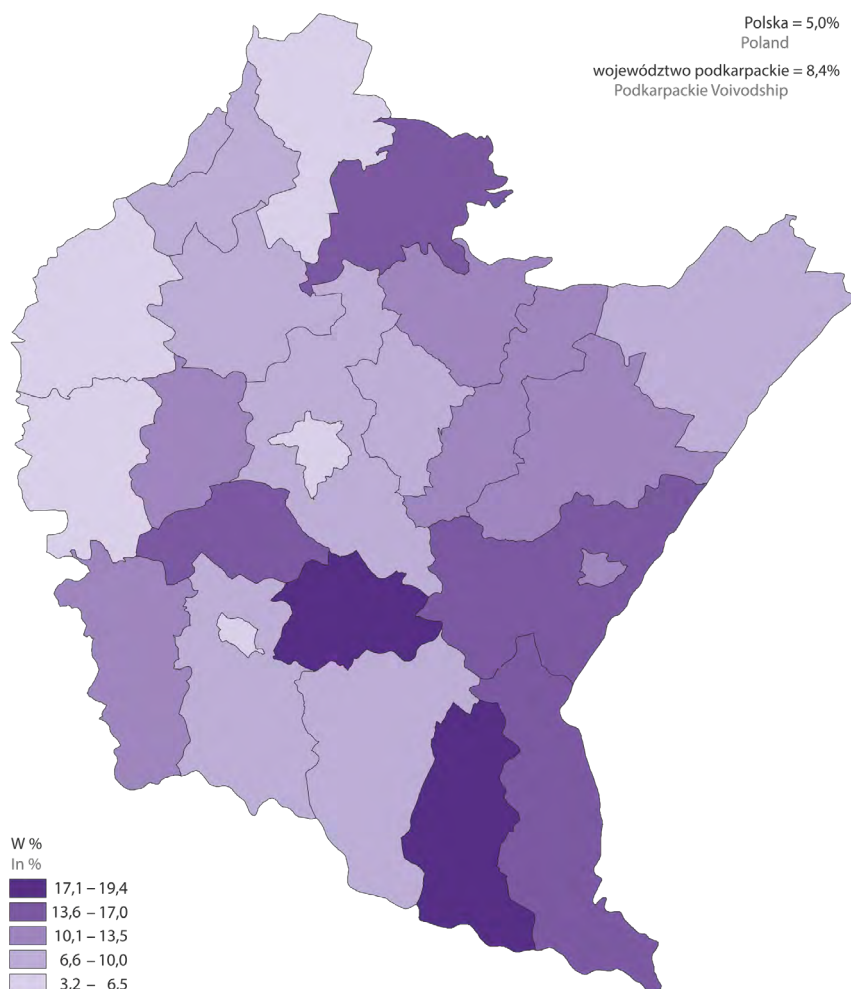 Polska = 5,0%
Poland
województwo podkarpackie = 8,4%
Podkarpackie Voivodship
W %
In %
17,1 – 19,4
13,6 – 17,0
10,1 – 13,5
6,6 – 10,0
3,2 – 6,5